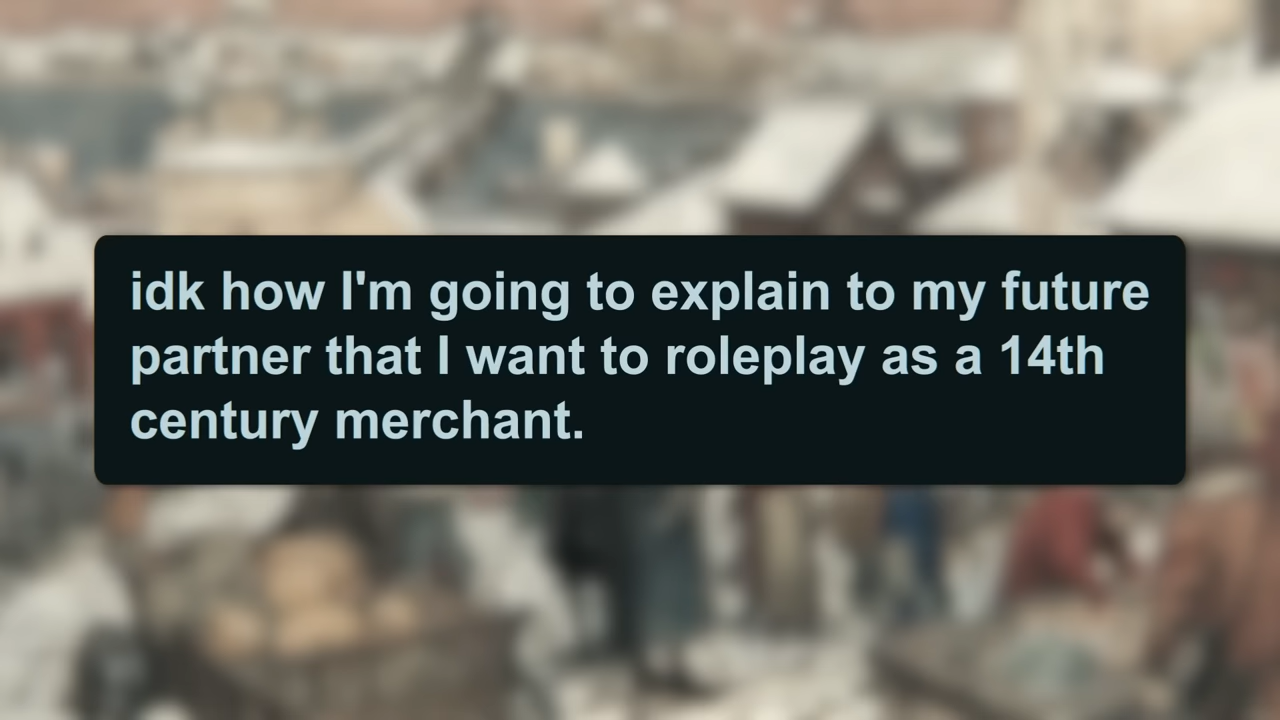 idk how I'm going to explain to my future
partner that I want to roleplay as a 14th
century merchant.